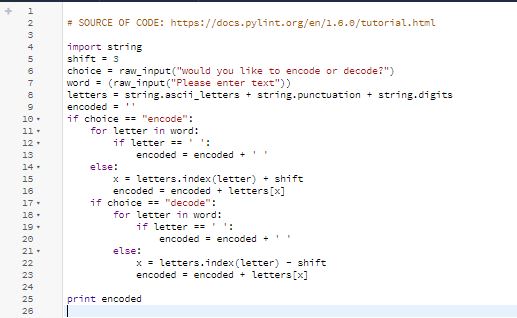 1
2 # SOURCE OF CODE: https://docs.pylint.org/en/1.6.0/tutorial.html
3
4 import string
5 shift = 3
6 choice = raw_input("would you like to encode or decode?")
7 word = (raw_input("Please enter text"))
8 letters = string.ascii_letters + string.punctuation + string.digits
9 encoded = ''
10 if choice == "encode":
11     for letter in word:
12         if letter == ' ':
13             encoded = encoded + ' '
14     else:
15         x = letters.index(letter) + shift
16         encoded = encoded + letters[x]
17     if choice == "decode":
18         for letter in word:
19             if letter == ' ':
20                 encoded = encoded + ' '
21         else:
22             x = letters.index(letter) - shift
23             encoded = encoded + letters[x]
24
25 print encoded
26